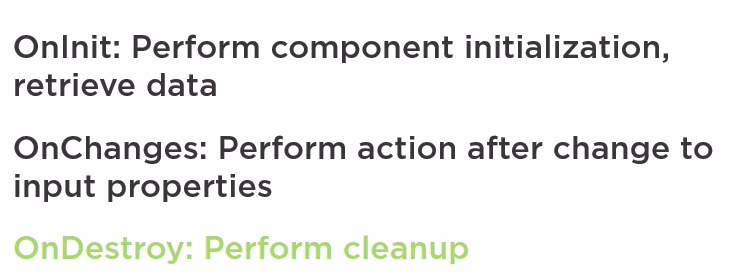 OnInit: Perform component initialization,
retrieve data
OnChanges: Perform action after change to
input properties
OnDestroy: Perform cleanup